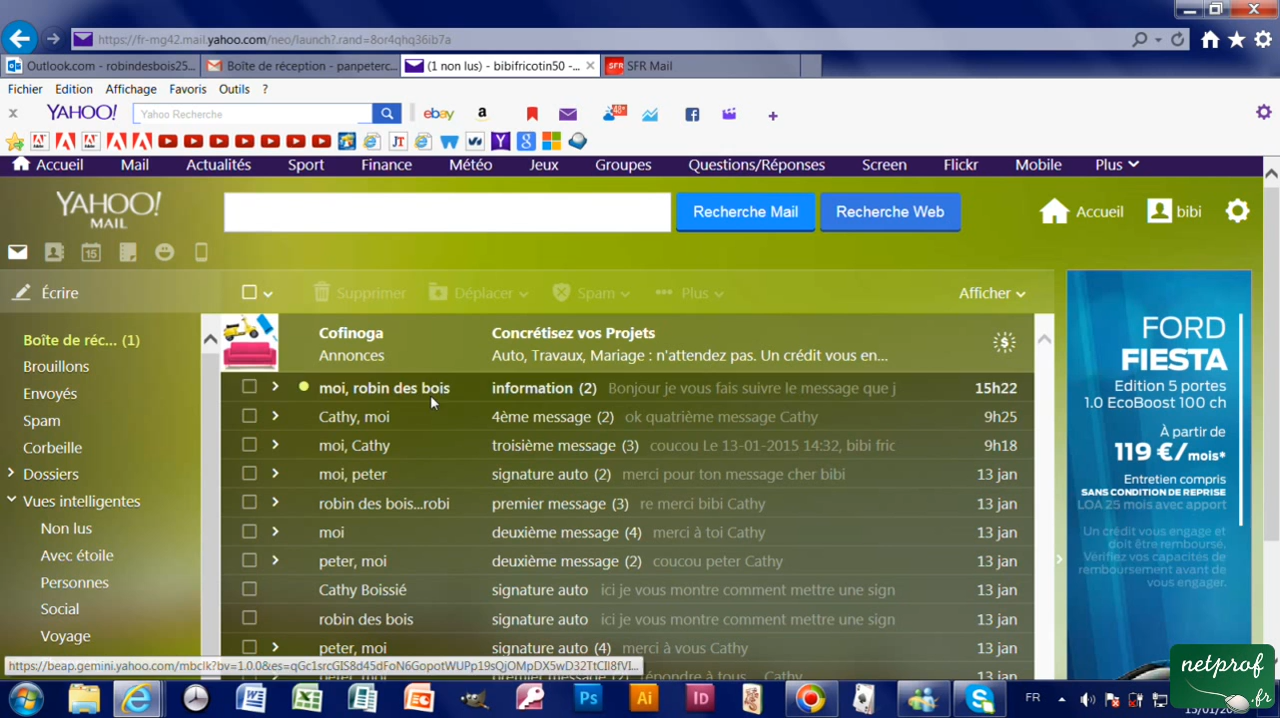 https://fr-mg42.mail.yahoo.com/neo/launch?.rand=8or4qhq36ib7a
Outlook.com - robindesbois25... Boîte de réception - panpeterc... (1 non lus) - bibifricotin50 -... SFR SFR Mail
Fichier Edition Affichage Favoris Outils ?
x YAHOO! Yahoo Recherche ebay a 48* +
Accueil Mail Actualités Sport Finance Météo Jeux Groupes Questions/Réponses Screen Flickr Mobile Plus
YAHOO! MAIL Recherche Mail Recherche Web Accueil bibi
15
Écrire Supprimer Déplacer Spam Plus Afficher
Boîte de réc... (1)
Brouillons
Envoyés
Spam
Corbeille
Dossiers
Vues intelligentes
Non lus
Avec étoile
Personnes
Social
Voyage
Cofinoga Concrétisez vos Projets
Annonces Auto, Travaux, Mariage : n'attendez pas. Un crédit vous en...
moi, robin des bois information (2) Bonjour je vous fais suivre le message que j 15h22
Cathy, moi 4ème message (2) ok quatrième message Cathy 9h25
moi, Cathy troisième message (3) coucou Le 13-01-2015 14:32, bibi fric 9h18
moi, peter signature auto (2) merci pour ton message cher bibi 13 jan
robin des bois...robi premier message (3) re merci bibi Cathy 13 jan
moi deuxième message (4) merci à toi Cathy 13 jan
peter, moi deuxième message (2) coucou peter Cathy 13 jan
Cathy Boissié signature auto ici je vous montre comment mettre une sign 13 jan
robin des bois signature auto ici je vous montre comment mettre une sign 13 jan
peter, moi signature auto (4) merci à vous Cathy 13 jan
FORD
FIESTA
Edition 5 portes
1.0 EcoBoost 100 ch
À partir de
119 €/mois*
Entretien compris
SANS CONDITION DE REPRISE
LOA 25 mois avec apport
Un crédit vous engage et
doit être remboursé.
Vérifiez vos capacités de
remboursement avant de
vous engager.
netprof
.fr
JT Ps Ai Id FR